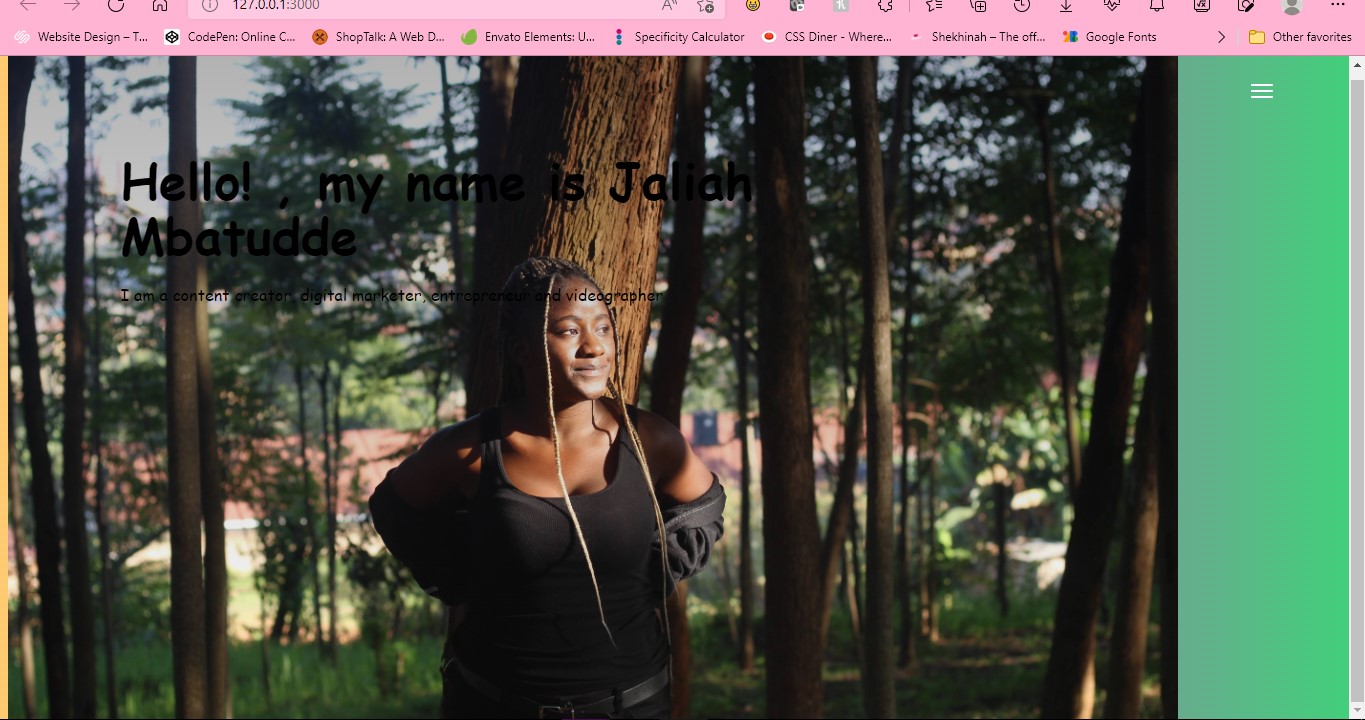 127.0.0.1:3000
Website Design – T...
CodePen: Online C...
ShopTalk: A Web D...
Envato Elements: U...
Specificity Calculator
CSS Diner - Where...
Shekhinah – The off...
Google Fonts
Other favorites
Hello! , my name is Jaliah
Mbatudde
I am a content creator, digital marketer, entrepreneur and videographer